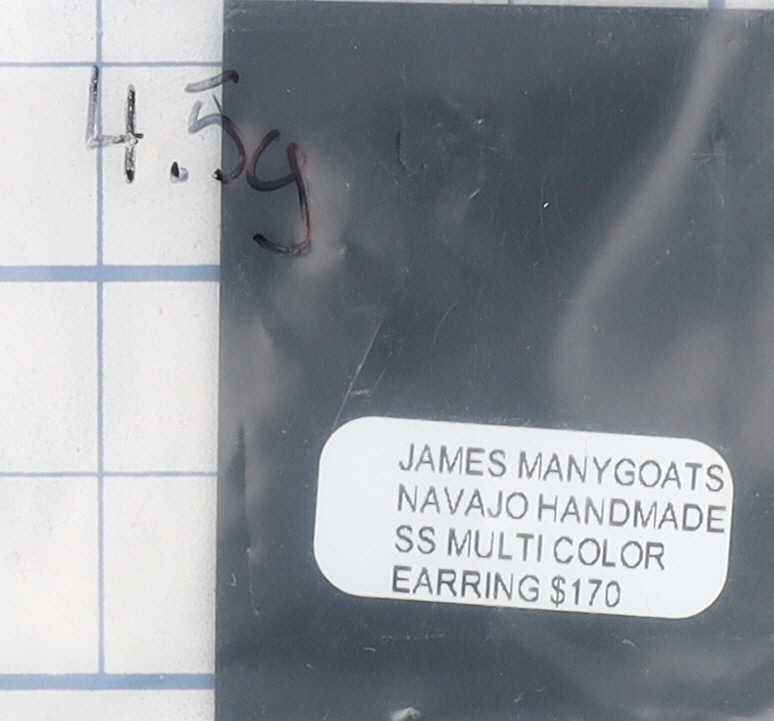 4.5g
JAMES MANYGOATS
NAVAJO HANDMADE
SS MULTI COLOR
EARRING $170